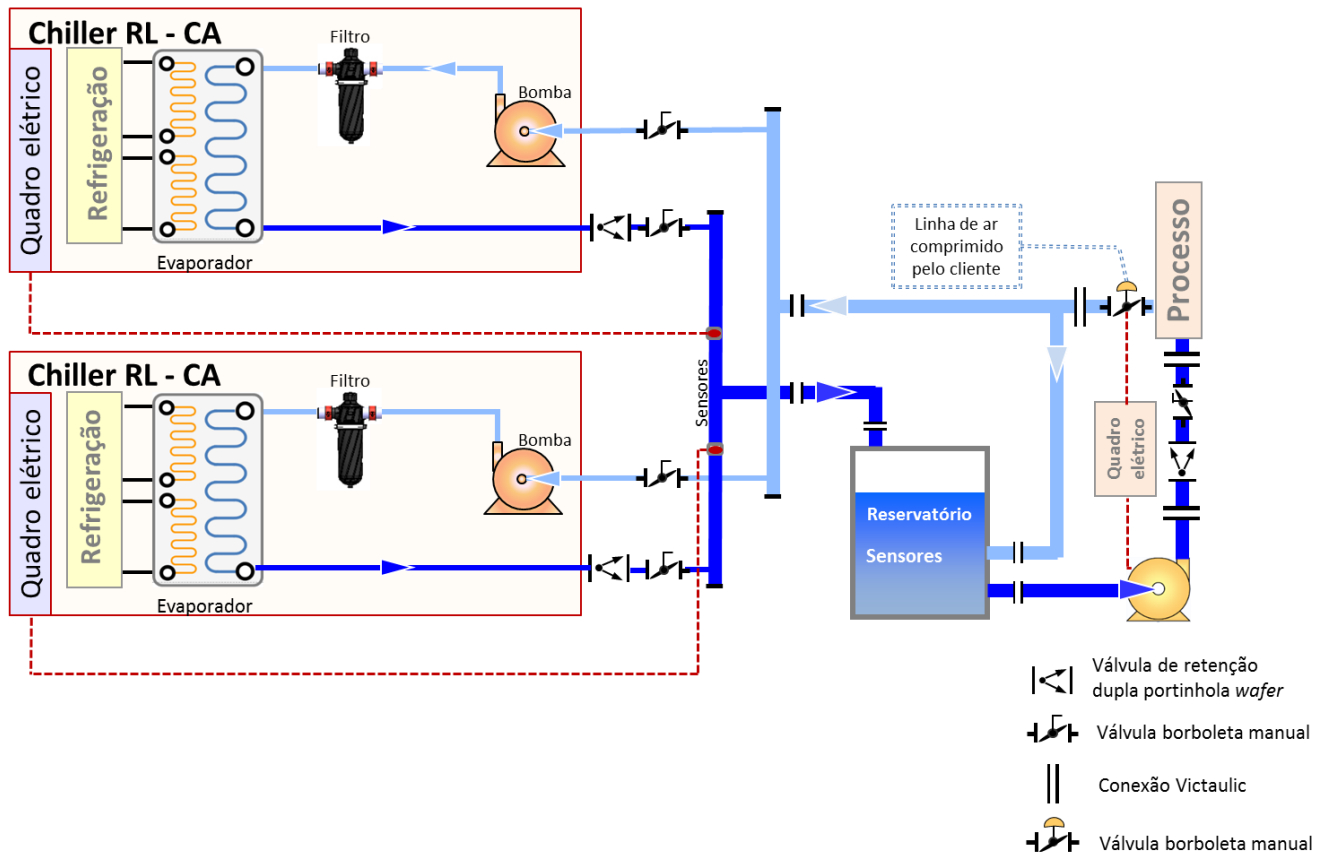 Chiller RL - CA
Filtro
Quadro elétrico
Refrigeração
Bomba
Evaporador
Linha de ar
comprimido
pelo cliente
Processo
Sensores
Chiller RL - CA
Filtro
Quadro elétrico
Refrigeração
Bomba
Evaporador
Quadro
elétrico
Reservatório
Sensores
Válvula de retenção
dupla portinhola wafer
Válvula borboleta manual
Conexão Victaulic
Válvula borboleta manual